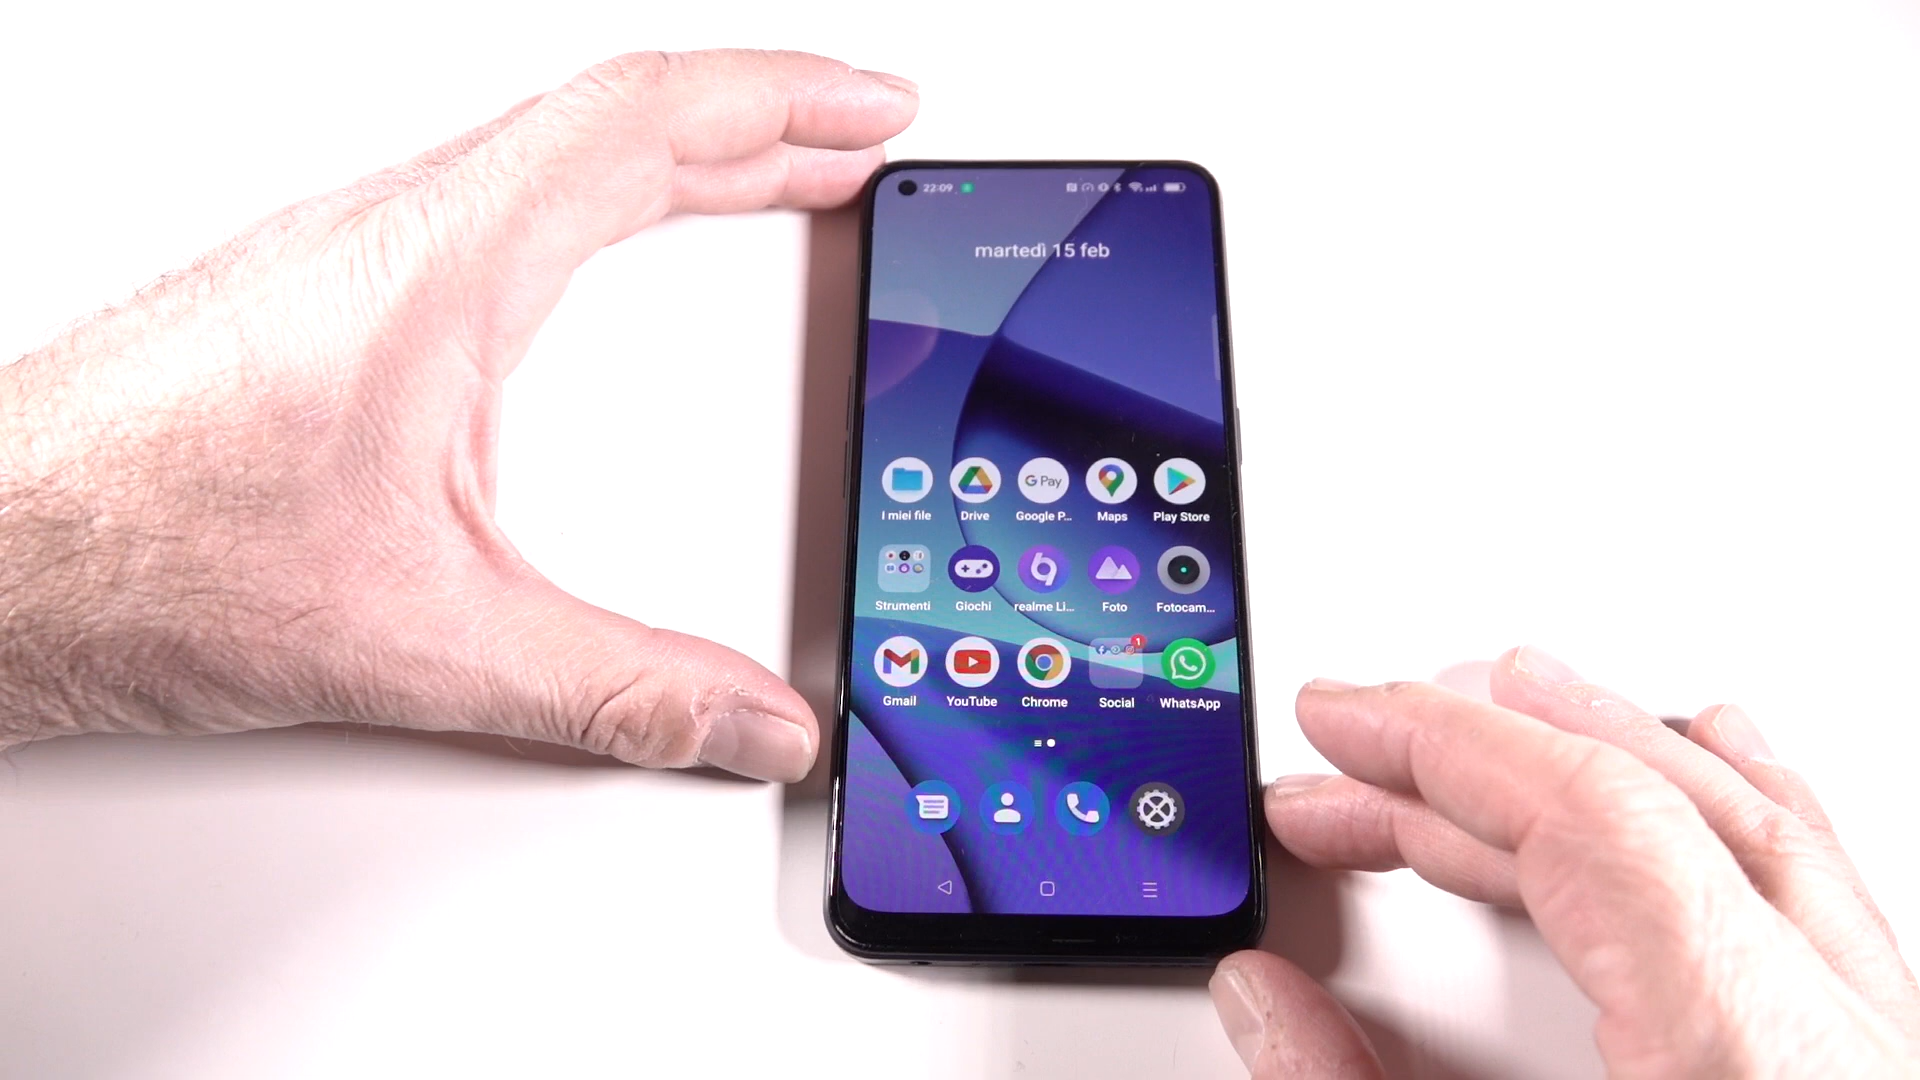 22:09
martedì 15 feb
G Pay
I miei file Drive Google P... Maps Play Store
Strumenti Giochi realme Li... Foto Fotocam...
1
Gmail YouTube Chrome Social WhatsApp